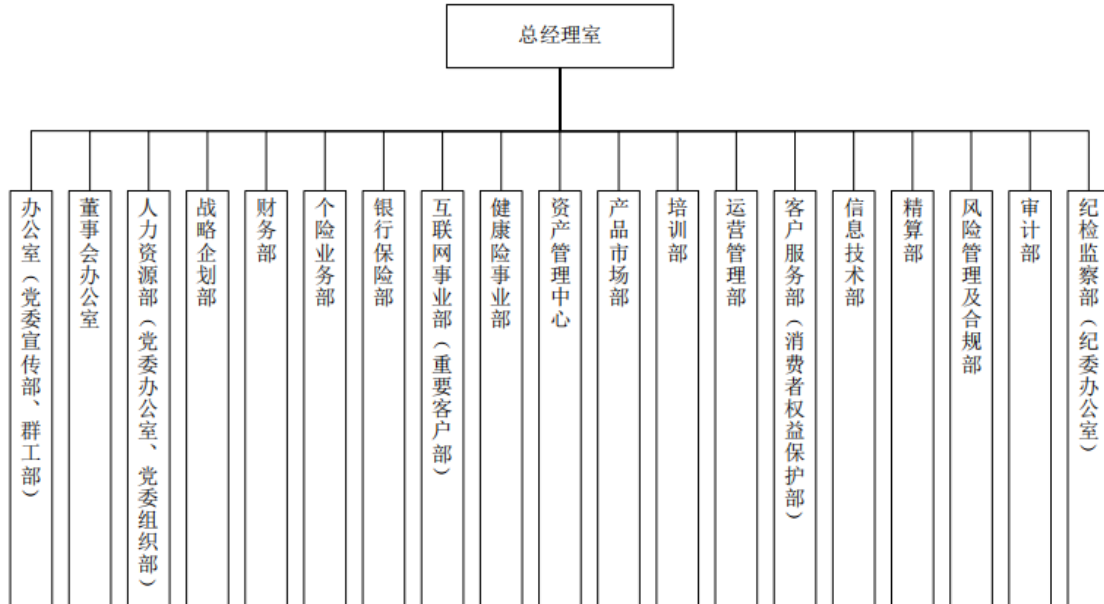 总经理室
办公室（党委宣传部、群工部）
董事会办公室
人力资源部（党委办公室、党委组织部）
战略企划部
财务部
个险业务部
银行保险部
互联网事业部（重要客户部）
健康险事业部
资产管理中心
产品市场部
培训部
运营管理部
客户服务部（消费者权益保护部）
信息技术部
精算部
风险管理及合规部
审计部
纪检监察部（纪委办公室）